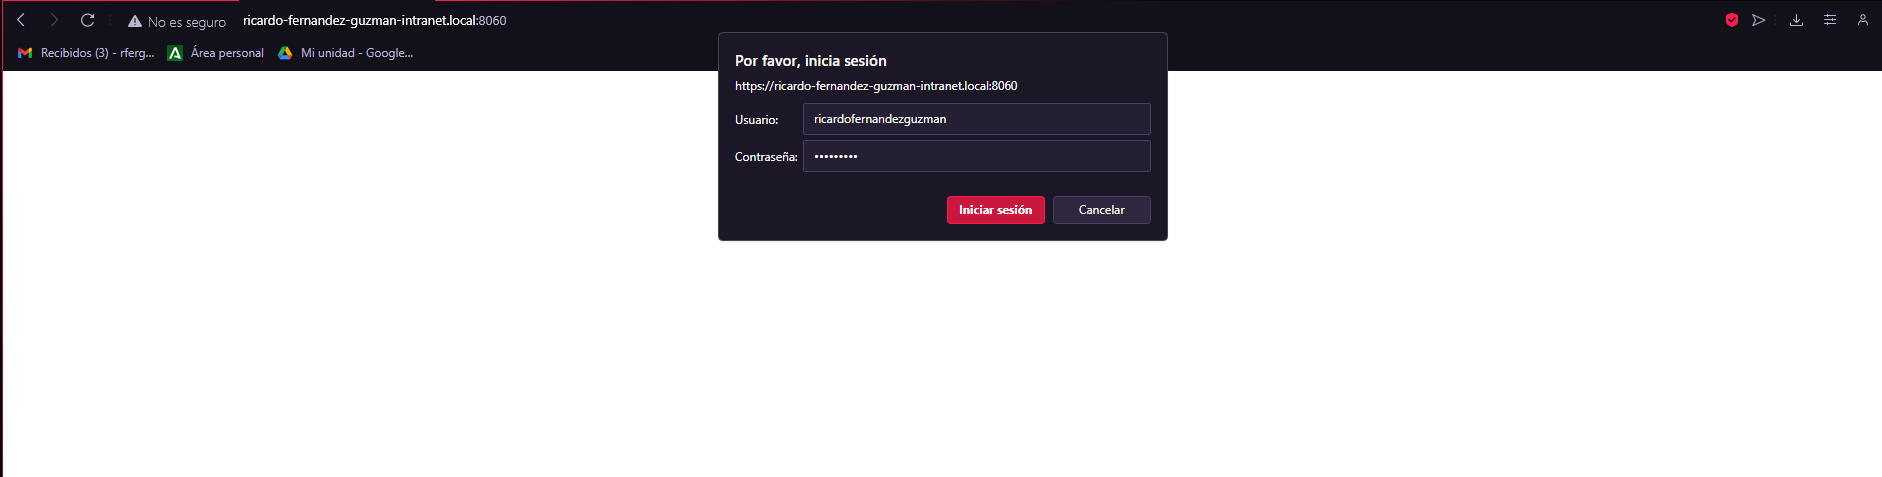 No es seguro ricardo-fernandez-guzman-intranet.local:8060
Recibidos (3) - rferg... Área personal Mi unidad - Google...
Por favor, inicia sesión
https://ricardo-fernandez-guzman-intranet.local:8060
Usuario: ricardofernandezguzman
Contraseña: •••••••••
Iniciar sesión Cancelar